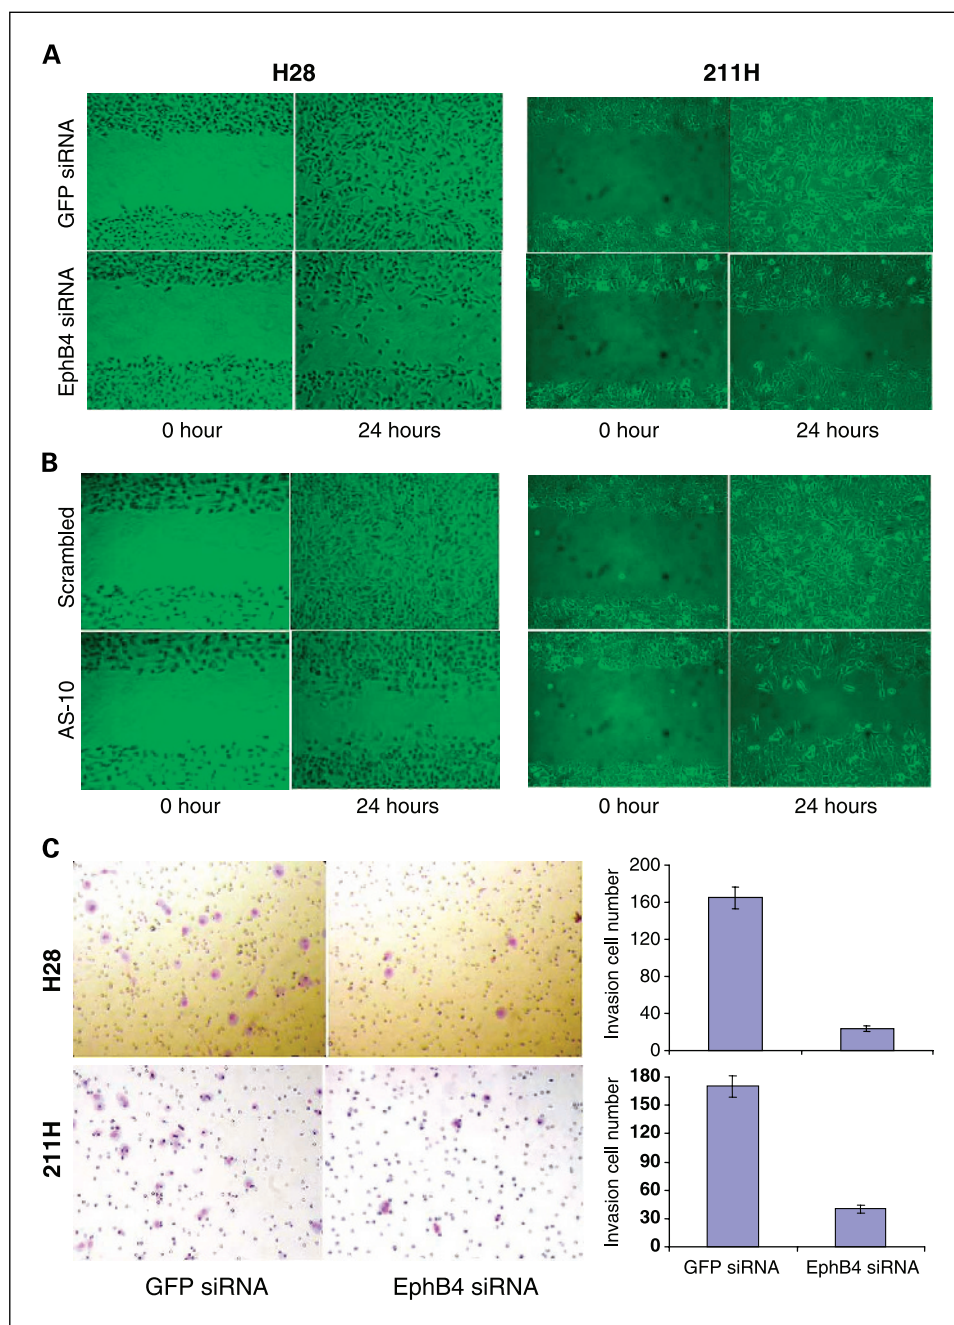 A
H28 211H
GFP siRNA
EphB4 siRNA
0 hour 24 hours 0 hour 24 hours
B
Scrambled
AS-10
0 hour 24 hours 0 hour 24 hours
C
H28
211H
GFP siRNA EphB4 siRNA
Invasion cell number
200
160
120
80
40
0
Invasion cell number
180
150
120
90
60
30
0
GFP siRNA EphB4 siRNA